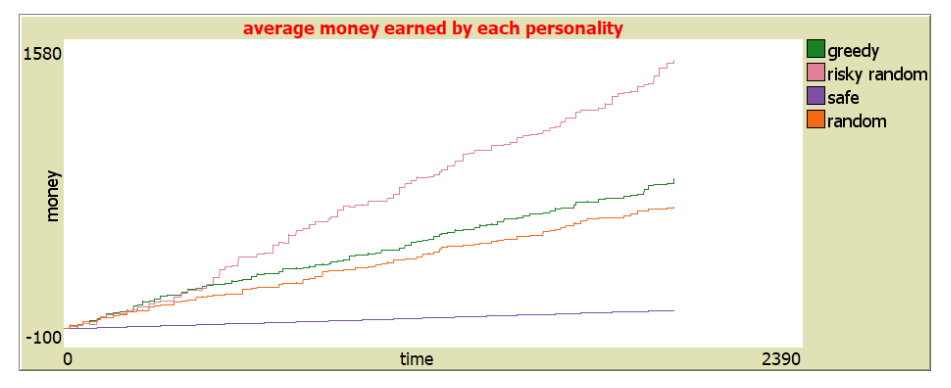 average money earned by each personality
1580
money
-100
0
time
2390
greedy
risky random
safe
random